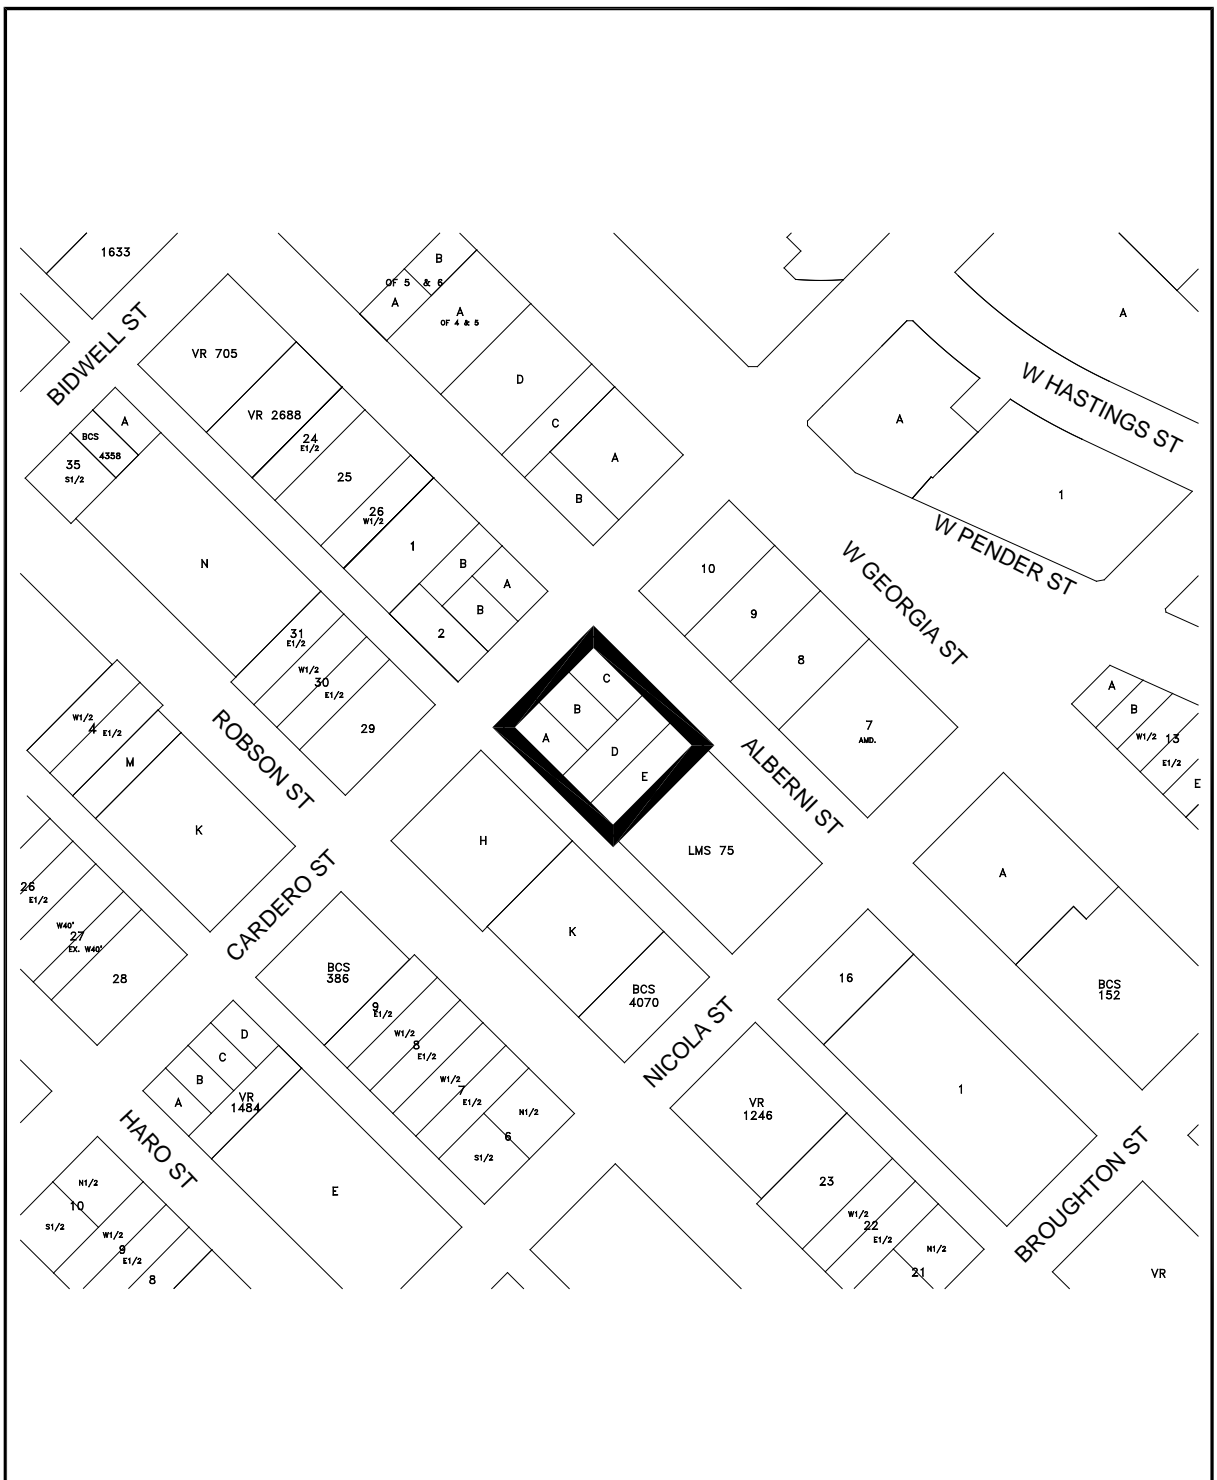 1633
B
OF 5 & 6
A
A
OF 4 & 5
A
BIDWELL ST
VR 705
D
W HASTINGS ST
VR 2688
A
A
C
BCS
4358
24
E1/2
35
S1/2
25
A
B
1
26
W1/2
W PENDER ST
1
N
B
A
B
2
W GEORGIA ST
10
9
8
7
AMD.
31
E1/2
W1/2
30
E1/2
29
C
B
A
D
E
A
B
W1/2
13
E1/2
E
W1/2
4
E1/2
M
K
ROBSON ST
ALBERNI ST
H
LMS 75
A
26
E1/2
W40'
27
EX. W40'
28
CARDERO ST
K
BCS
386
BCS
4070
16
BCS
152
9
E1/2
W1/2
8
E1/2
W1/2
7
E1/2
N1/2
6
S1/2
NICOLA ST
D
C
B
A
VR
1484
VR
1246
1
HARO ST
E
23
W1/2
22
E1/2
N1/2
21
BROUGHTON ST
N1/2
10
S1/2
W1/2
9
E1/2
8
VR